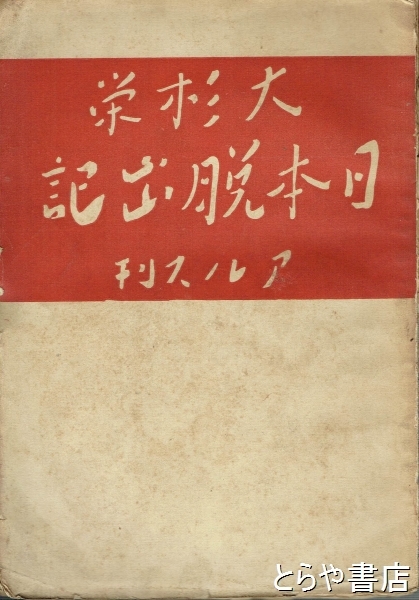 大杉栄
日本脱出記
アルス刊
とらや書店